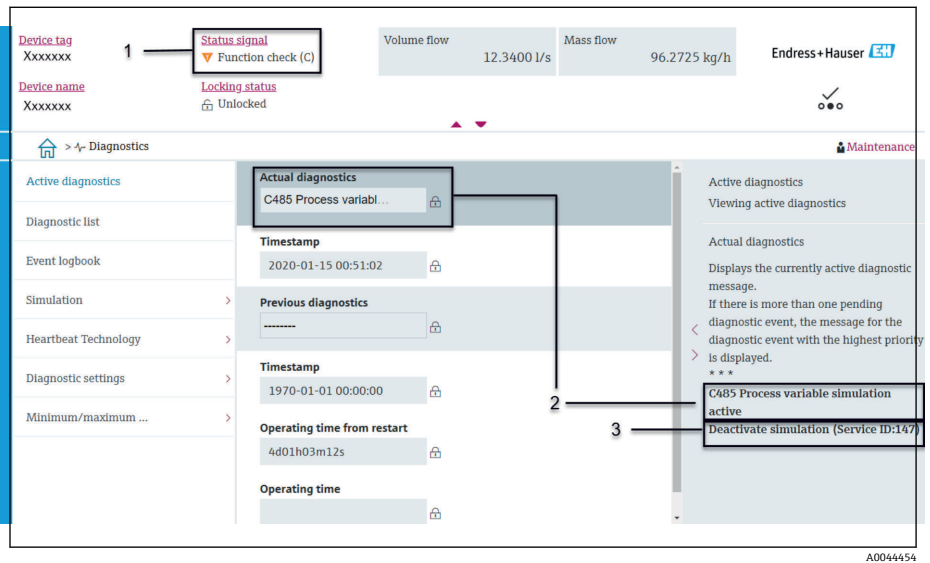 Device tag
Xxxxxxx
1
Status signal
Function check (C)
Volume flow
12.3400 l/s
Mass flow
96.2725 kg/h
Endress+Hauser EH
Device name
Xxxxxxx
Locking status
Unlocked
> Diagnostics
Maintenance
Active diagnostics
Diagnostic list
Event logbook
Simulation >
Heartbeat Technology >
Diagnostic settings >
Minimum/maximum ... >
Actual diagnostics
C485 Process variabl...
Timestamp
2020-01-15 00:51:02
Previous diagnostics
--------
Timestamp
1970-01-01 00:00:00
Operating time from restart
4d01h03m12s
Operating time
2
3
<
>
Active diagnostics
Viewing active diagnostics
Actual diagnostics
Displays the currently active diagnostic
message.
If there is more than one pending
diagnostic event, the message for the
diagnostic event with the highest priority
is displayed.
* * *
C485 Process variable simulation
active
Deactivate simulation (Service ID:147)
A0044454